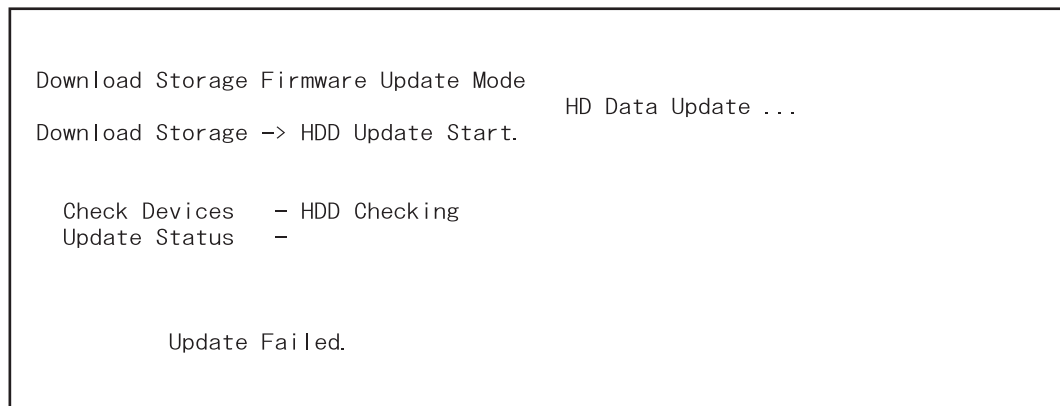 Download Storage Firmware Update Mode
HD Data Update ...
Download Storage -> HDD Update Start.
Check Devices - HDD Checking
Update Status -
Update Failed.